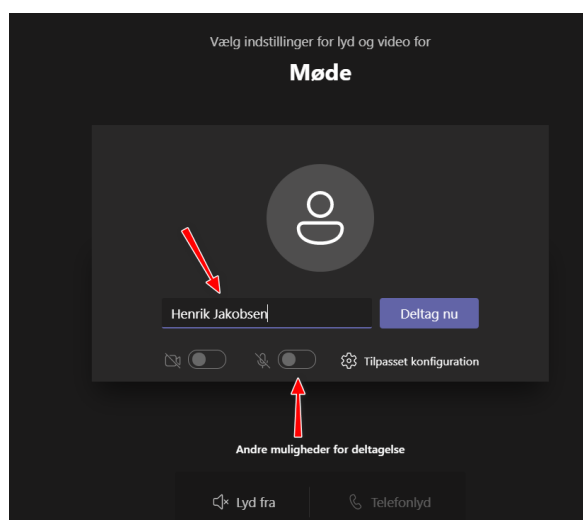 Vælg indstillinger for lyd og video for
Møde
Henrik Jakobsen
Deltag nu
Tilpasset konfiguration
Andre muligheder for deltagelse
Lyd fra
Telefonlyd